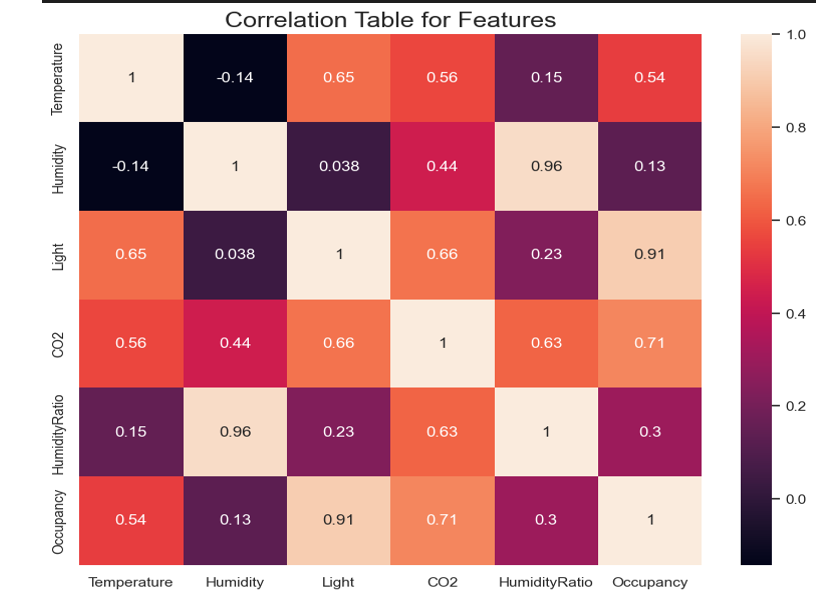 Correlation Table for Features
Temperature 1 -0.14 0.65 0.56 0.15 0.54
Humidity -0.14 1 0.038 0.44 0.96 0.13
Light 0.65 0.038 1 0.66 0.23 0.91
CO2 0.56 0.44 0.66 1 0.63 0.71
HumidityRatio 0.15 0.96 0.23 0.63 1 0.3
Occupancy 0.54 0.13 0.91 0.71 0.3 1
Temperature Humidity Light CO2 HumidityRatio Occupancy
1.0
0.8
0.6
0.4
0.2
0.0